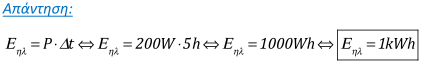 Απάντηση:
Eηλ = P · Δt ⇔ Eηλ = 200W · 5h ⇔ Eηλ = 1000Wh ⇔ Eηλ = 1kWh